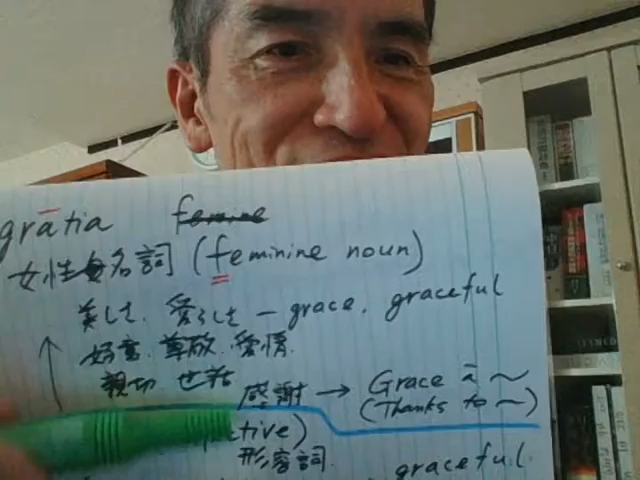 grātia femine
女性名詞 (feminine noun)
美しさ、愛らしさ – grace, graceful
好意、尊敬、愛情
親切、世話
感謝 → Grace à ~
(Thanks to ~)
ctive)
形容詞
graceful